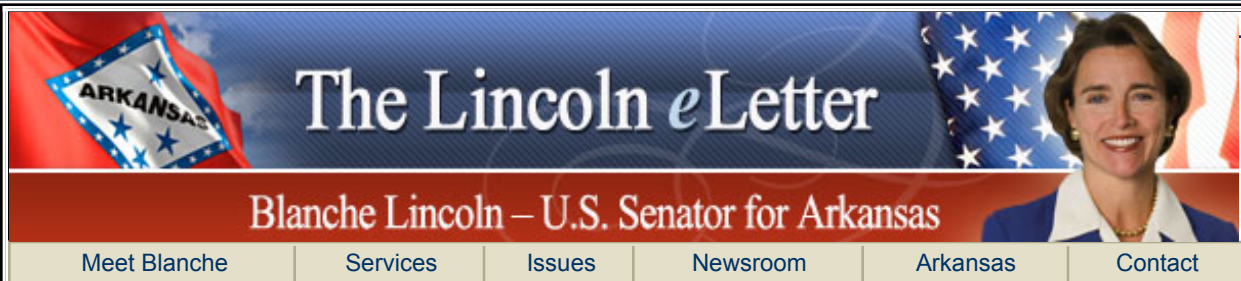 ARKANSAS
The Lincoln eLetter
Blanche Lincoln – U.S. Senator for Arkansas
Meet Blanche Services Issues Newsroom Arkansas Contact